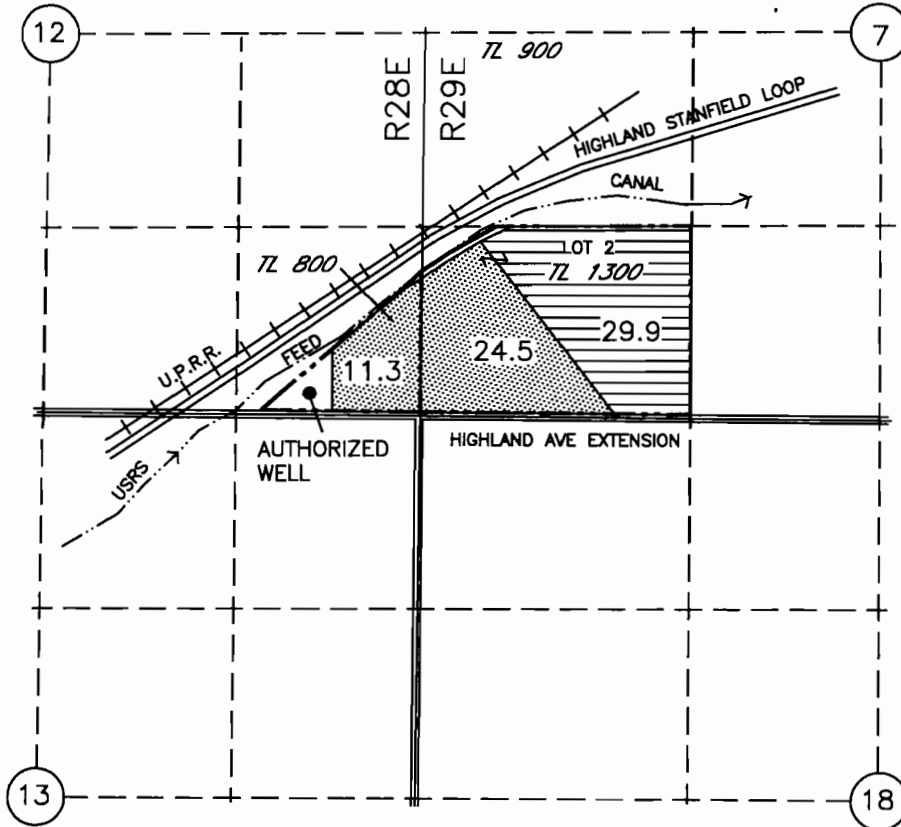 12
7
TL 900
R28E
R29E
HIGHLAND STANFIELD LOOP
CANAL
TL 800
LOT 2
TL 1300
U.P.R.R.
FEED
11.3
24.5
29.9
AUTHORIZED
WELL
HIGHLAND AVE EXTENSION
USRS
13
18